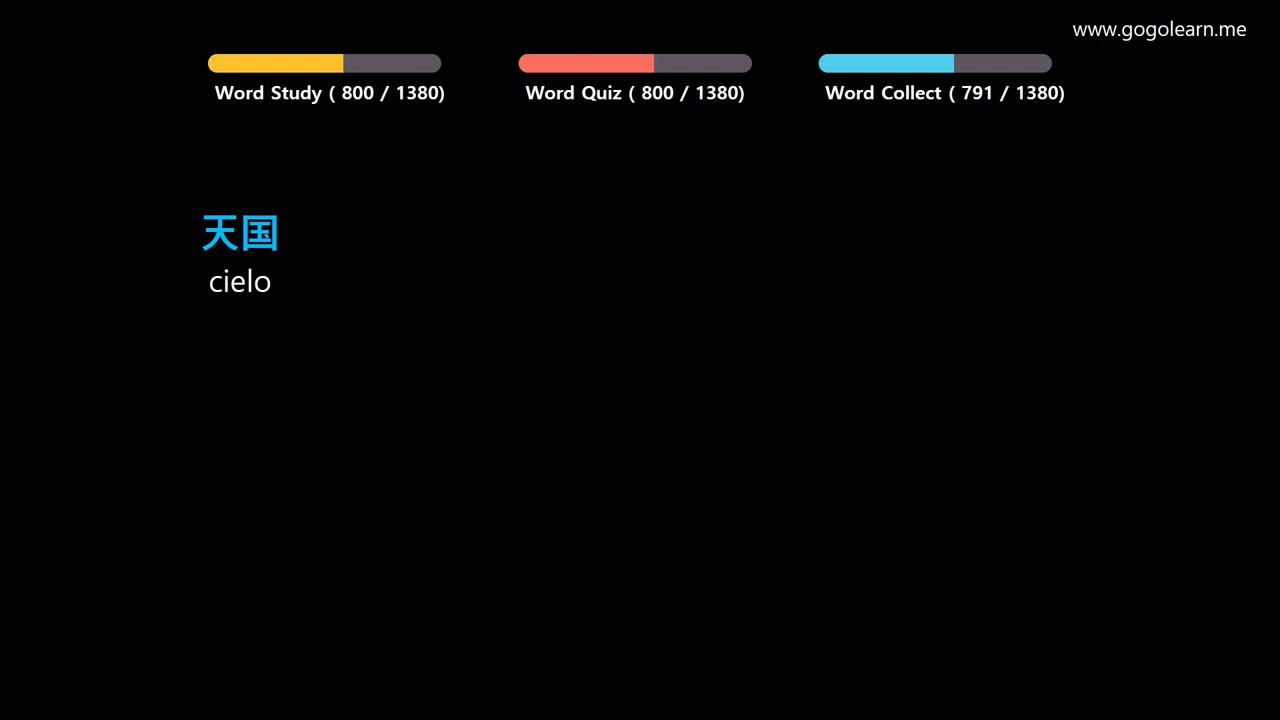 www.gogolearn.me
Word Study ( 800 / 1380)
Word Quiz ( 800 / 1380)
Word Collect ( 791 / 1380)
天国
cielo